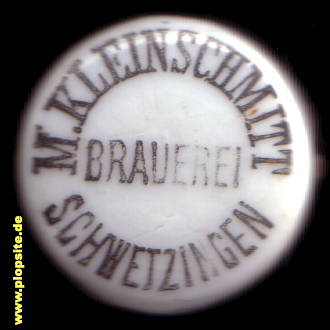 M. KLEINSCHMITT
BRAUEREI
SCHWETZINGEN
www.plopsite.de